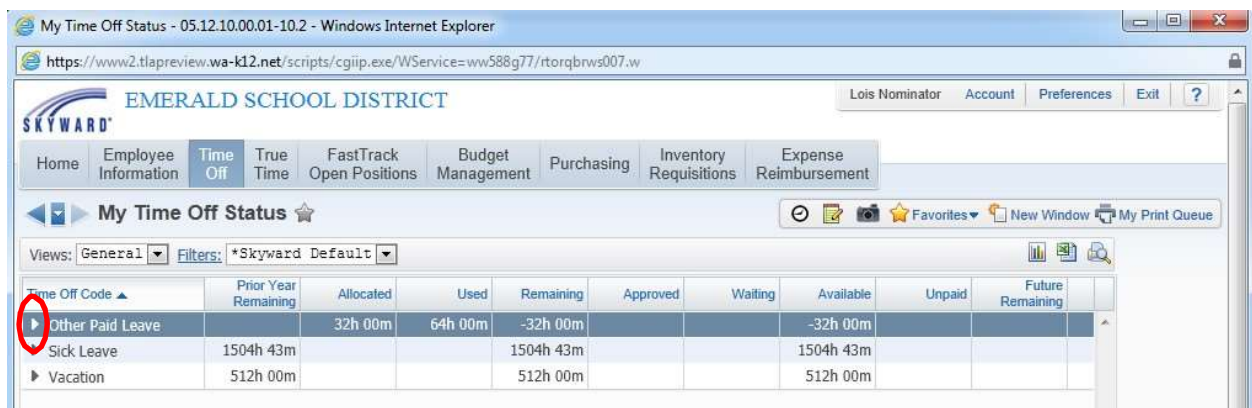 My Time Off Status - 05.12.10.00.01-10.2 - Windows Internet Explorer
https://www2.tlapreview.wa-k12.net/scripts/cgiip.exe/WService=ww588g77/rtorqbrws007.w
SKYWARD EMERALD SCHOOL DISTRICT Lois Nominator Account Preferences Exit ?
Home Employee Information Time Off True Time FastTrack Open Positions Budget Management Purchasing Inventory Requisitions Expense Reimbursement
My Time Off Status Favorites New Window My Print Queue
Views: General Filters: *Skyward Default
Time Off Code Prior Year Remaining Allocated Used Remaining Approved Waiting Available Unpaid Future Remaining
Other Paid Leave 32h 00m 64h 00m -32h 00m -32h 00m
Sick Leave 1504h 43m 1504h 43m 1504h 43m
Vacation 512h 00m 512h 00m 512h 00m